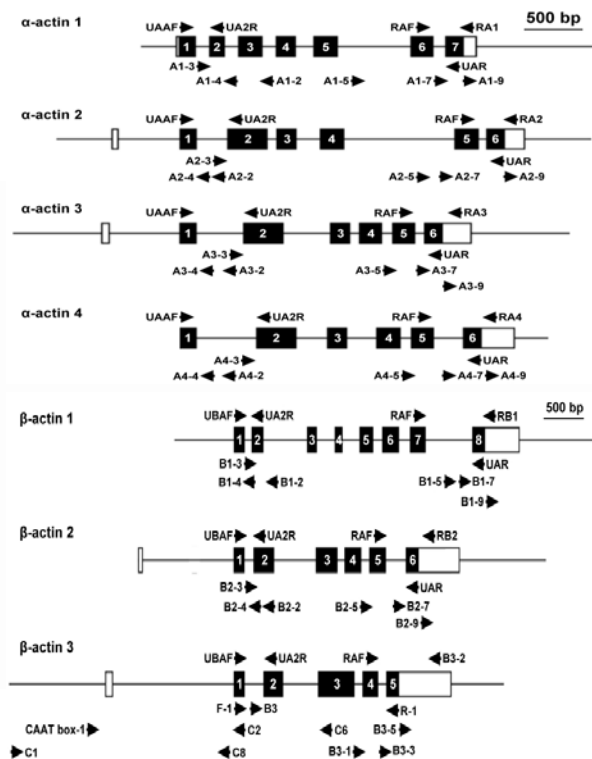 α-actin 1 UAAF UA2R RAF RA1 500 bp
1 2 3 4 5 6 7
A1-3 UAR
A1-4 A1-2 A1-5 A1-7 A1-9
α-actin 2 UAAF UA2R RAF RA2
1 2 3 4 5 6
A2-3 UAR
A2-4 A2-2 A2-5 A2-7 A2-9
α-actin 3 UAAF UA2R RAF RA3
1 2 3 4 5 6
A3-3 UAR
A3-4 A3-2 A3-5 A3-7
A3-9
α-actin 4 UAAF UA2R RAF RA4
1 2 3 4 5 6
A4-3 UAR
A4-4 A4-2 A4-5 A4-7 A4-9
β-actin 1 UBAF UA2R RAF RB1 500 bp
1 2 3 4 5 6 7 8
B1-3 UAR
B1-4 B1-2 B1-5 B1-7
B1-9
β-actin 2 UBAF UA2R RAF RB2
1 2 3 4 5 6
B2-3 UAR
B2-4 B2-2 B2-5 B2-7
B2-9
β-actin 3 UBAF UA2R RAF B3-2
1 2 3 4 5
F-1 B3 R-1
CAAT box-1 C2 C6 B3-5
C1 C8 B3-1 B3-3